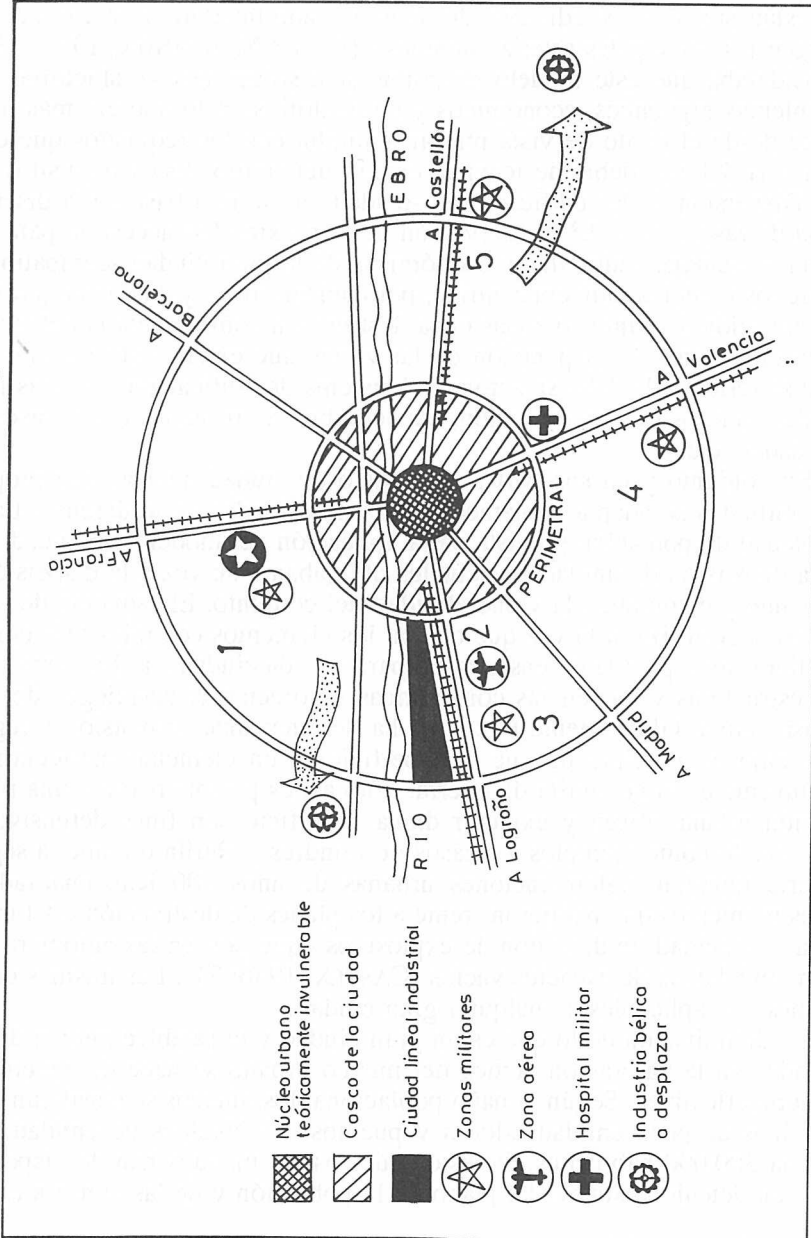 A Francia
A Barcelona
1
RIO
EBRO
A Logroño
2
3
5
A Castellón
PERIMETRAL
4
A Madrid
A Valencia
Núcleo urbano
teóricamente invulnerable
Casco de la ciudad
Ciudad lineal industrial
Zonas militares
Zona aérea
Hospital militar
Industria bélica
a desplazar